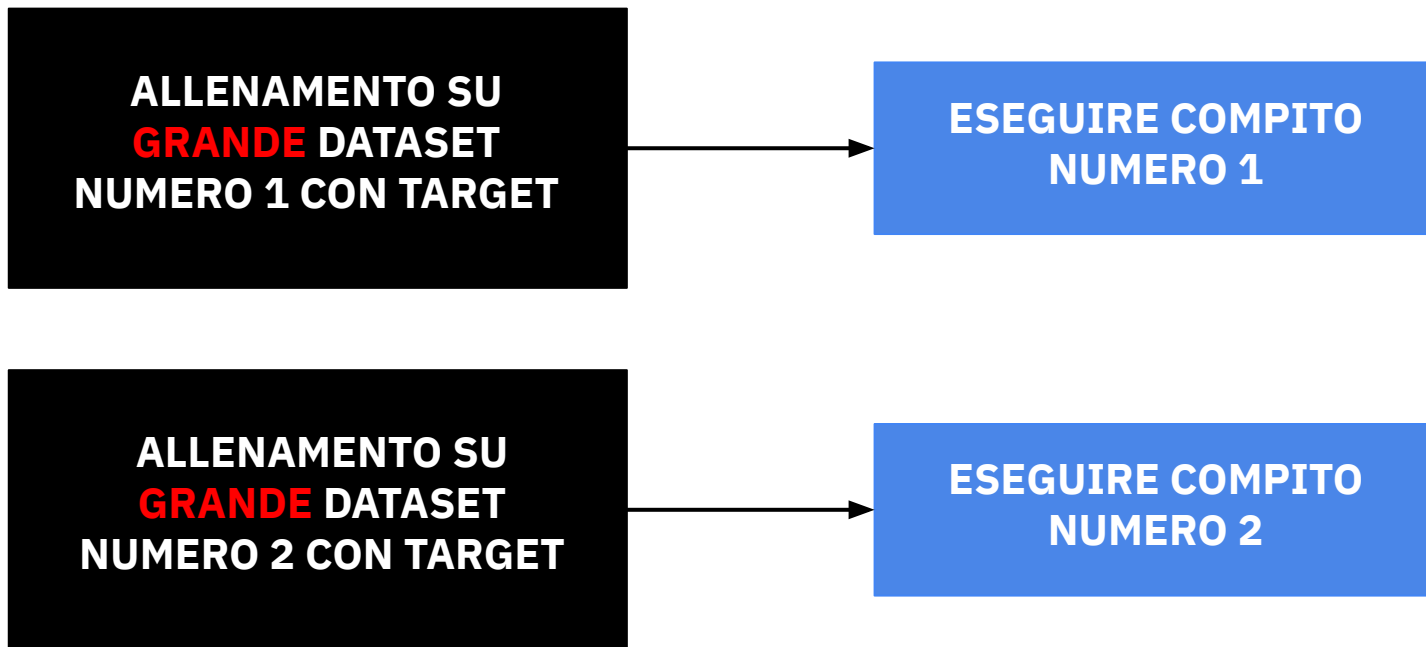 ALLENAMENTO SU
GRANDE DATASET
NUMERO 1 CON TARGET
ESEGUIRE COMPITO
NUMERO 1
ALLENAMENTO SU
GRANDE DATASET
NUMERO 2 CON TARGET
ESEGUIRE COMPITO
NUMERO 2